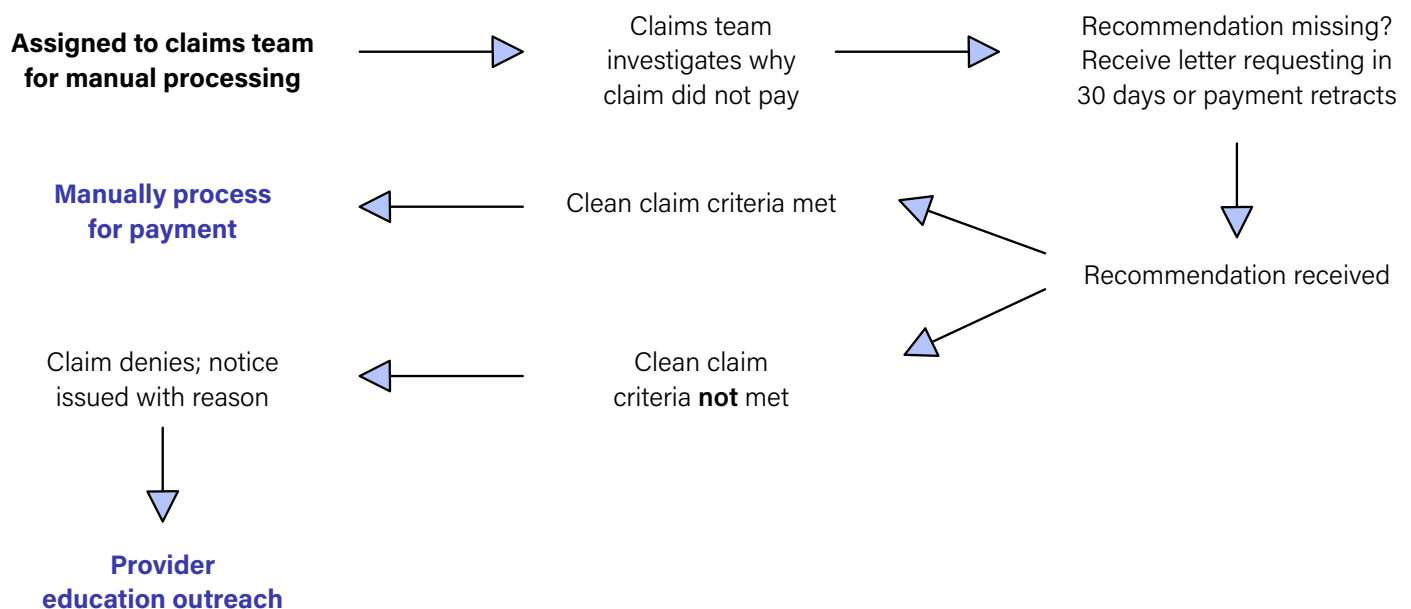 Assigned to claims team
for manual processing
Claims team
investigates why
claim did not pay
Recommendation missing?
Receive letter requesting in
30 days or payment retracts
Manually process
for payment
Clean claim criteria met
Recommendation received
Claim denies; notice
issued with reason
Clean claim
criteria not met
Provider
education outreach